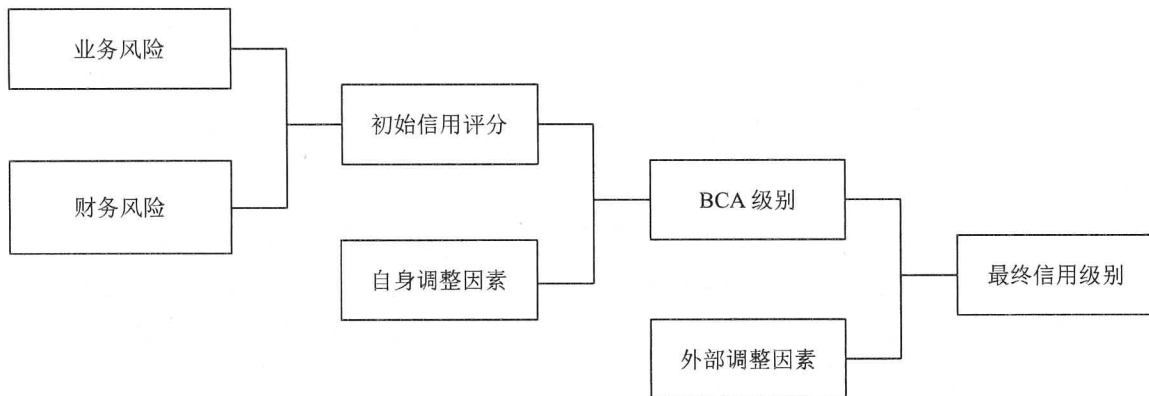 业务风险
财务风险
初始信用评分
自身调整因素
BCA 级别
外部调整因素
最终信用级别